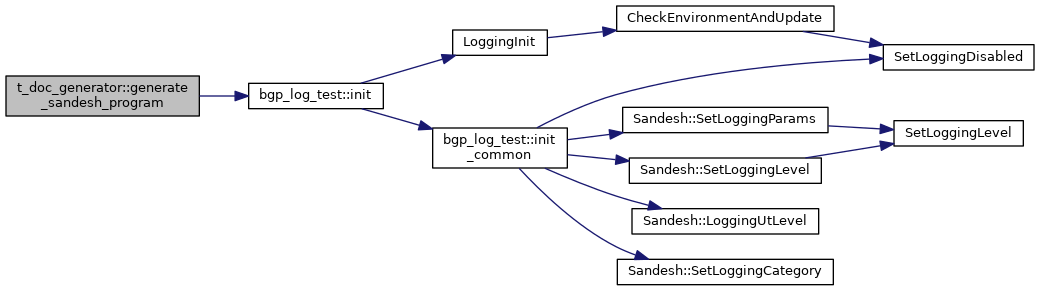 t_doc_generator::generate
_sandesh_program
bgp_log_test::init
LoggingInit
CheckEnvironmentAndUpdate
SetLoggingDisabled
bgp_log_test::init
_common
Sandesh::SetLoggingParams
SetLoggingLevel
Sandesh::SetLoggingLevel
Sandesh::LoggingUtLevel
Sandesh::SetLoggingCategory